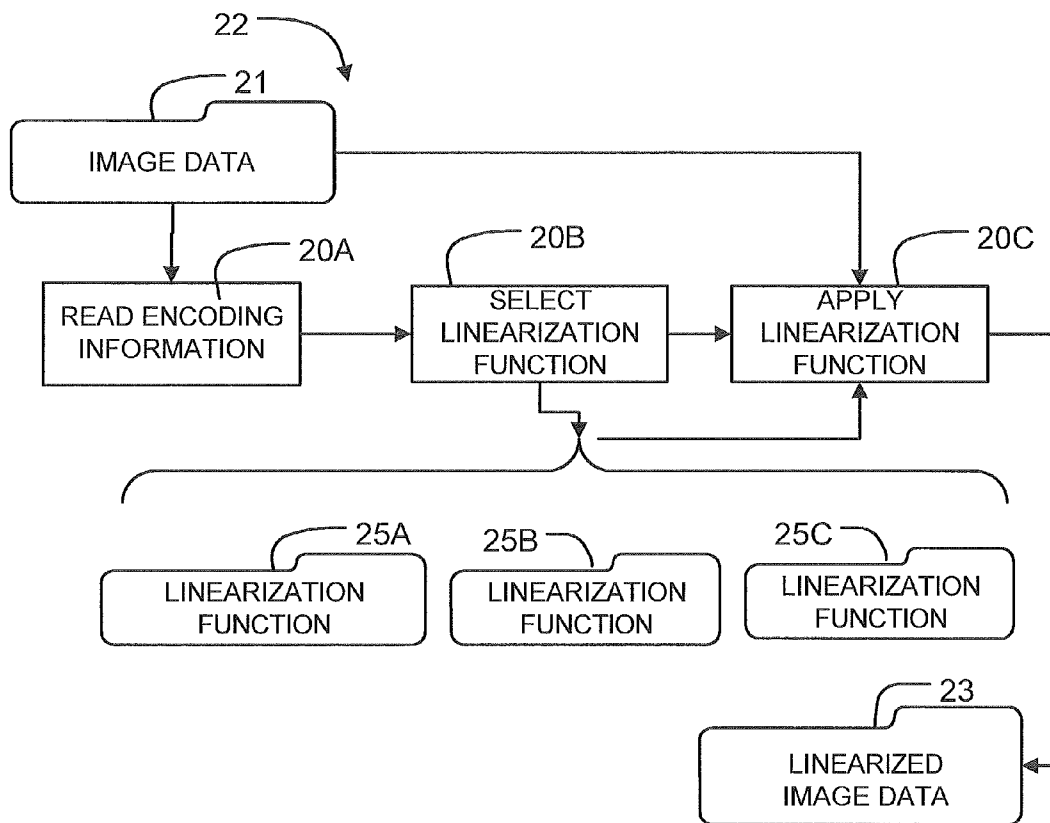 22
21
IMAGE DATA
20A
20B
20C
READ ENCODING
INFORMATION
SELECT
LINEARIZATION
FUNCTION
APPLY
LINEARIZATION
FUNCTION
25A
25B
25C
LINEARIZATION
FUNCTION
LINEARIZATION
FUNCTION
LINEARIZATION
FUNCTION
23
LINEARIZED
IMAGE DATA